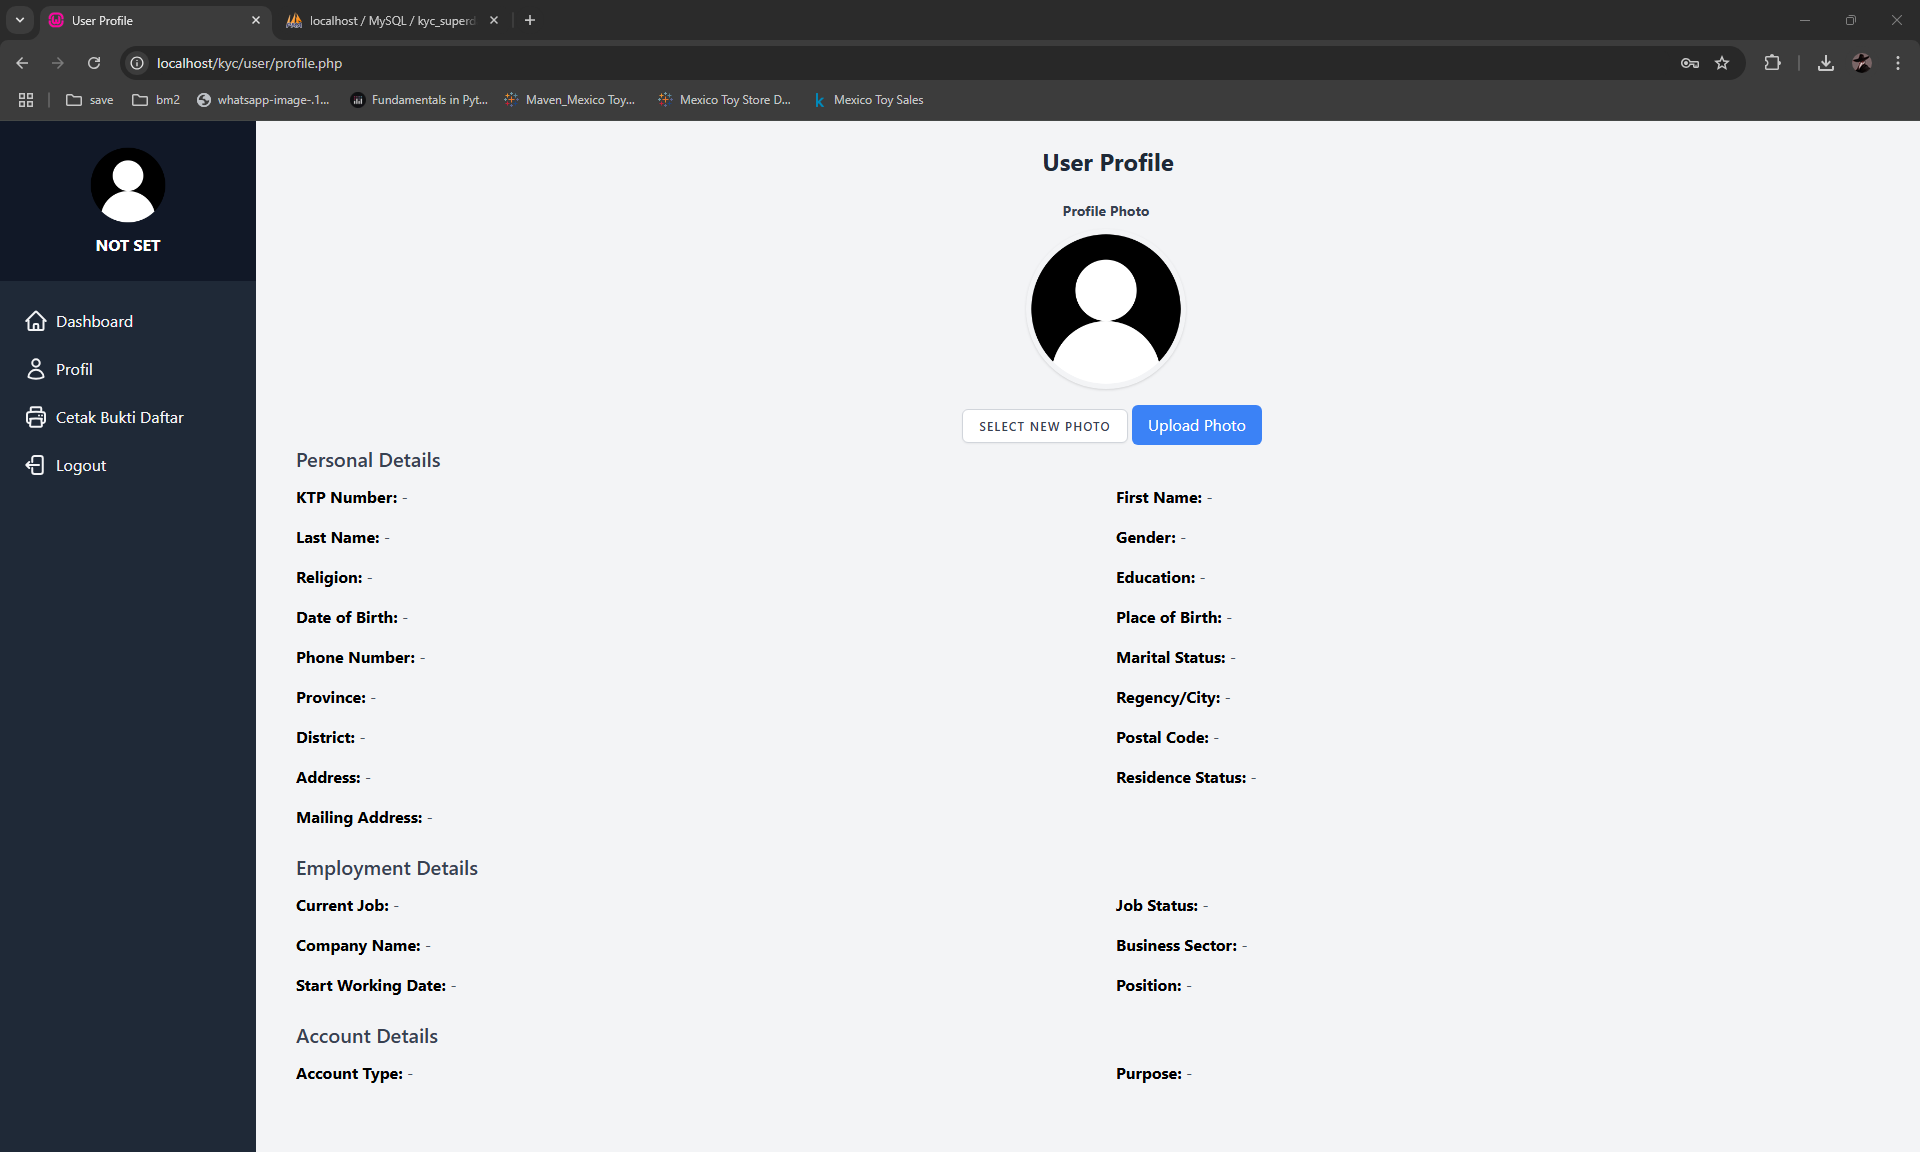 User Profile
localhost / MySQL / kyc_superd
localhost/kyc/user/profile.php
save
bm2
whatsapp-image-.1...
Fundamentals in Pyt...
Maven_Mexico Toy...
Mexico Toy Store D...
Mexico Toy Sales
NOT SET
Dashboard
Profil
Cetak Bukti Daftar
Logout
User Profile
Profile Photo
SELECT NEW PHOTO
Upload Photo
Personal Details
KTP Number: -
First Name: -
Last Name: -
Gender: -
Religion: -
Education: -
Date of Birth: -
Place of Birth: -
Phone Number: -
Marital Status: -
Province: -
Regency/City: -
District: -
Postal Code: -
Address: -
Residence Status: -
Mailing Address: -
Employment Details
Current Job: -
Job Status: -
Company Name: -
Business Sector: -
Start Working Date: -
Position: -
Account Details
Account Type: -
Purpose: -